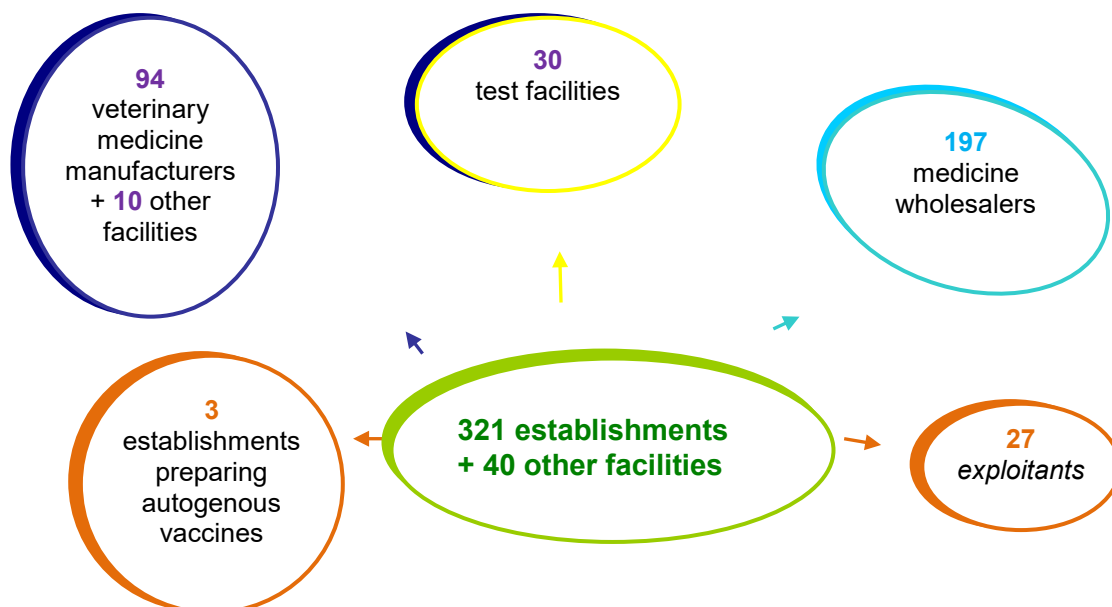 94
veterinary
medicine
manufacturers
+ 10 other
facilities
30
test facilities
197
medicine
wholesalers
3
establishments
preparing
autogenous
vaccines
321 establishments
+ 40 other facilities
27
exploitants